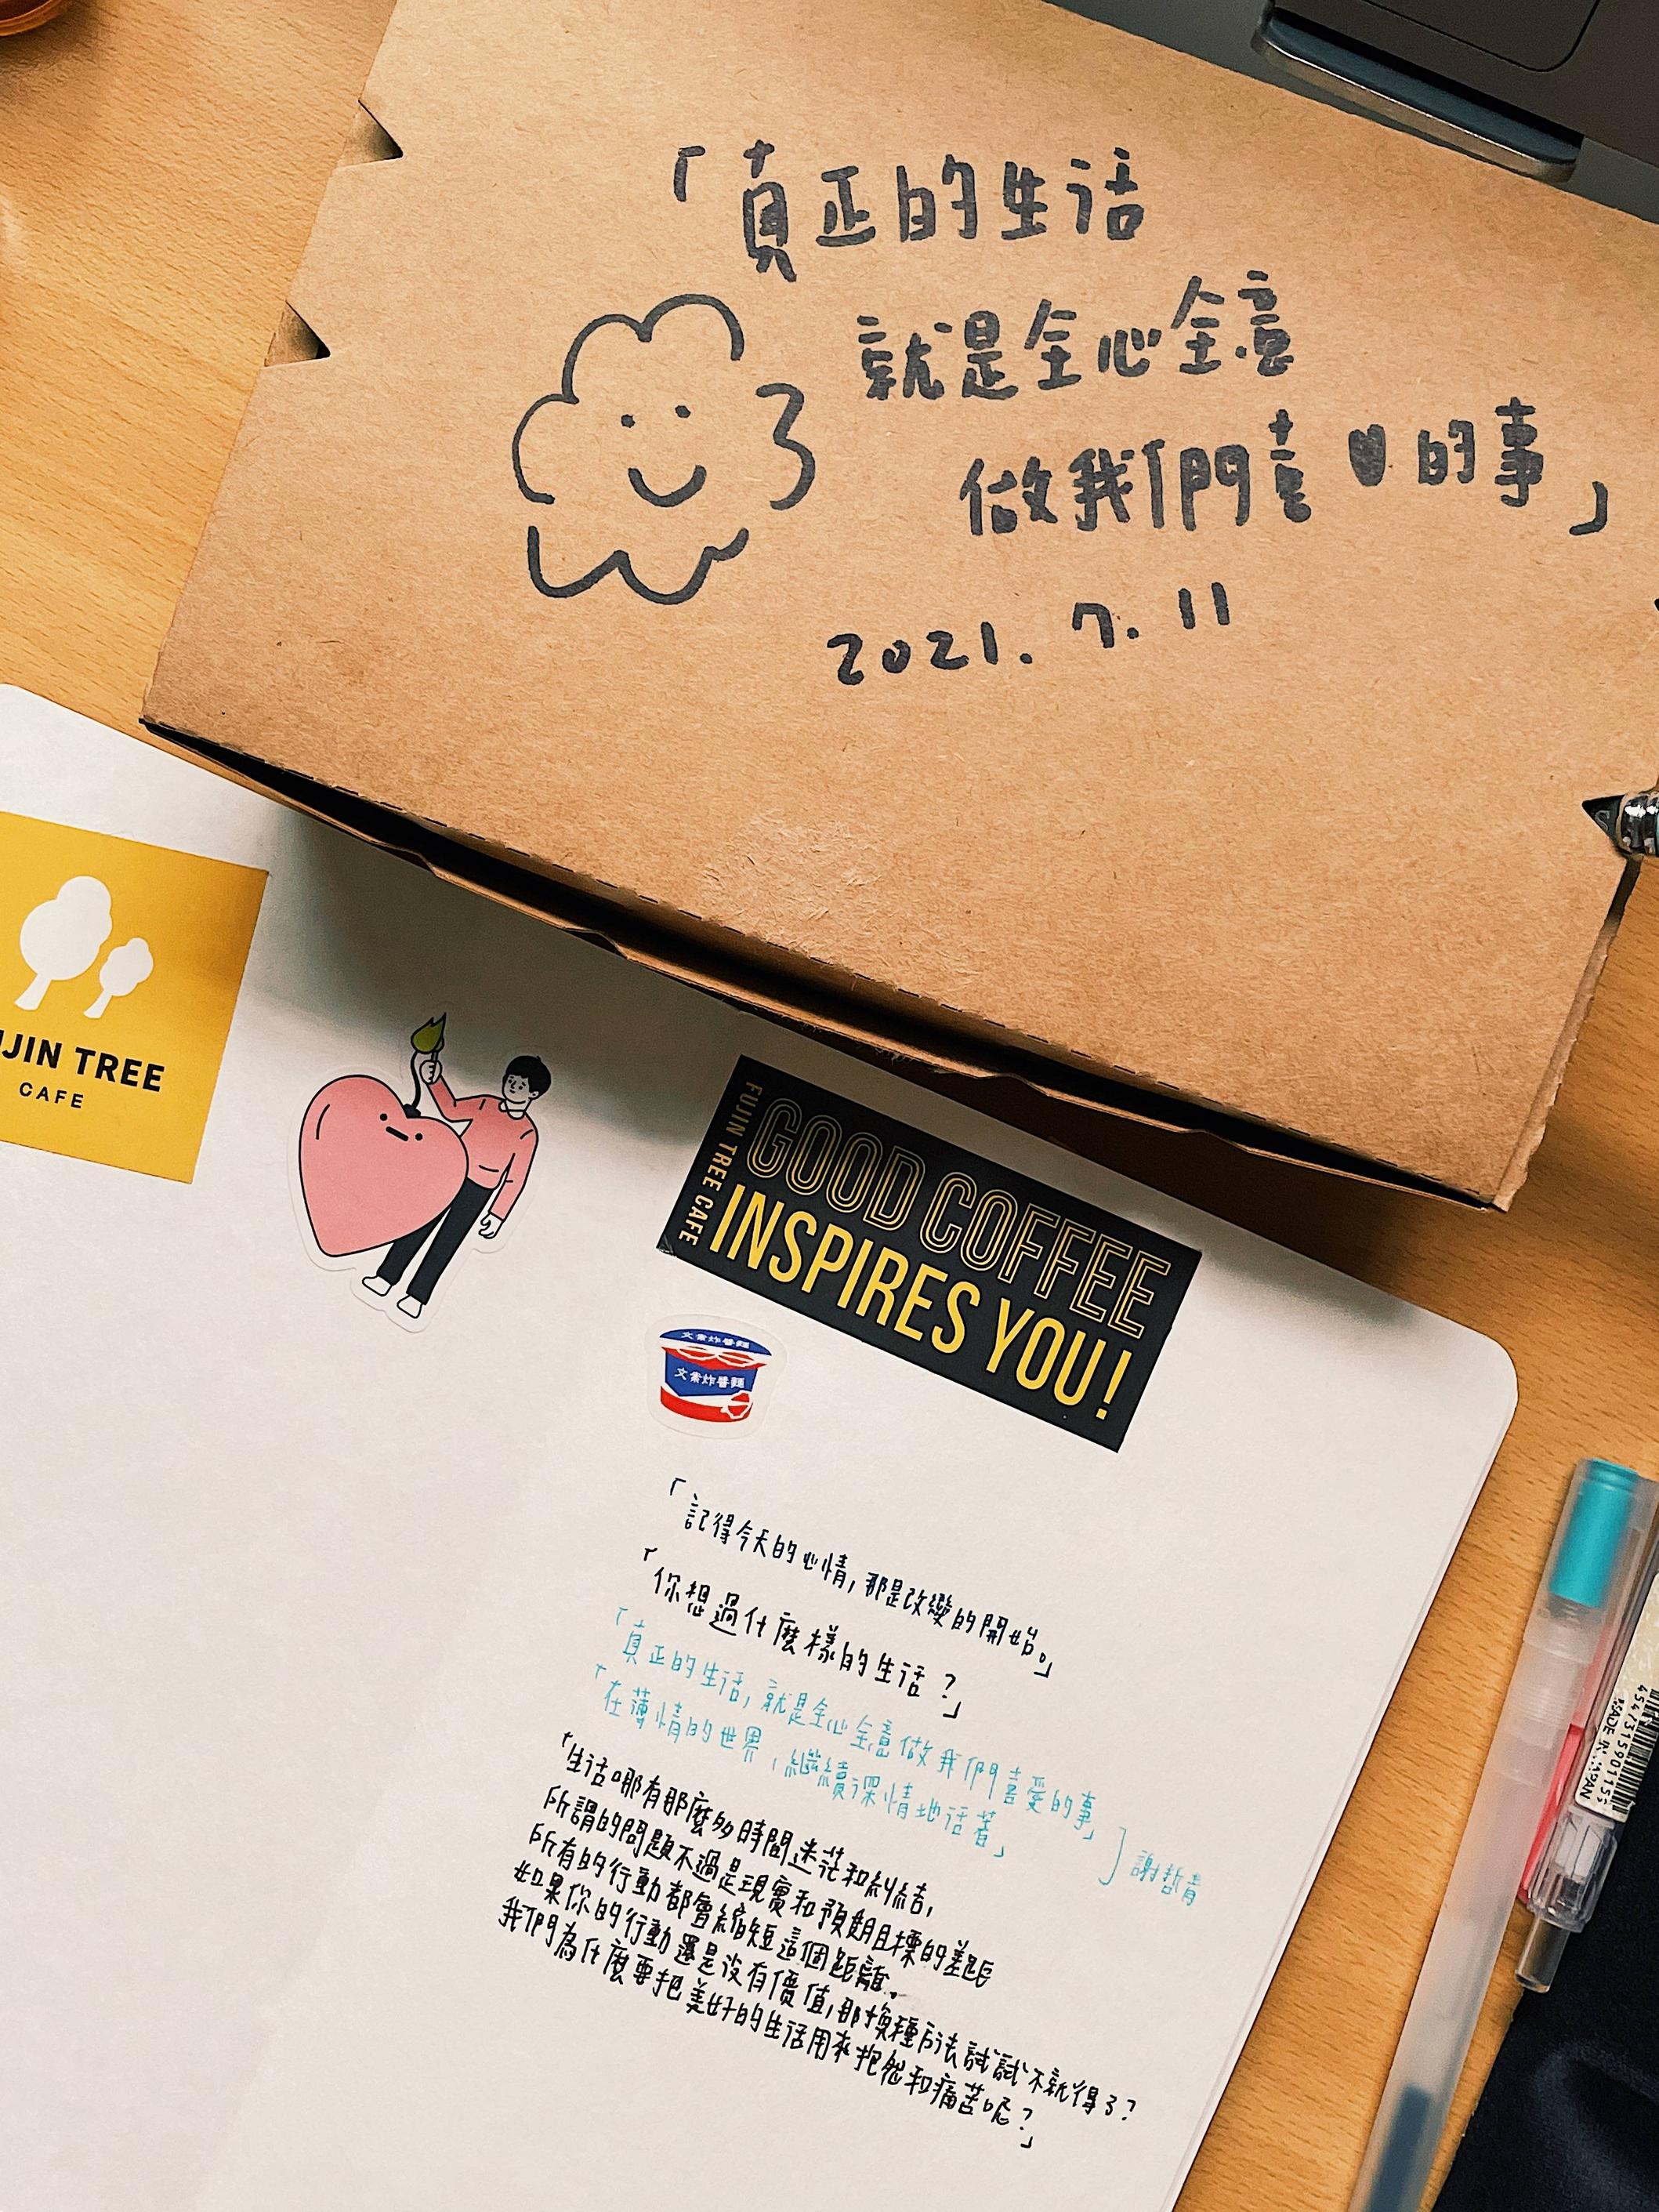 「真正的生活
就是全心全意
做我們喜♥的事」
2021.7.11
UJIN TREE
CAFE
FUJIN TREE CAFE
GOOD COFFEE
INSPIRES YOU!
文案炸醬麵
文案炸醬麵
「記得今天的心情,那是改變的開始。」
「你想過什麼樣的生活?」
「真正的生活,就是全心全意做我們喜愛的事」
「在薄情的世界,繼續深情地活著」
謝哲青
「生活哪有那麼多時間迷茫和糾結,
所謂的問題不過是現實和預期目標的差距
所有的行動都會縮短這個距離。
如果你的行動還是沒有價值,那換種方法試試不就得了?
我們為什麼要把美好的生活用來抱怨和痛苦呢?」